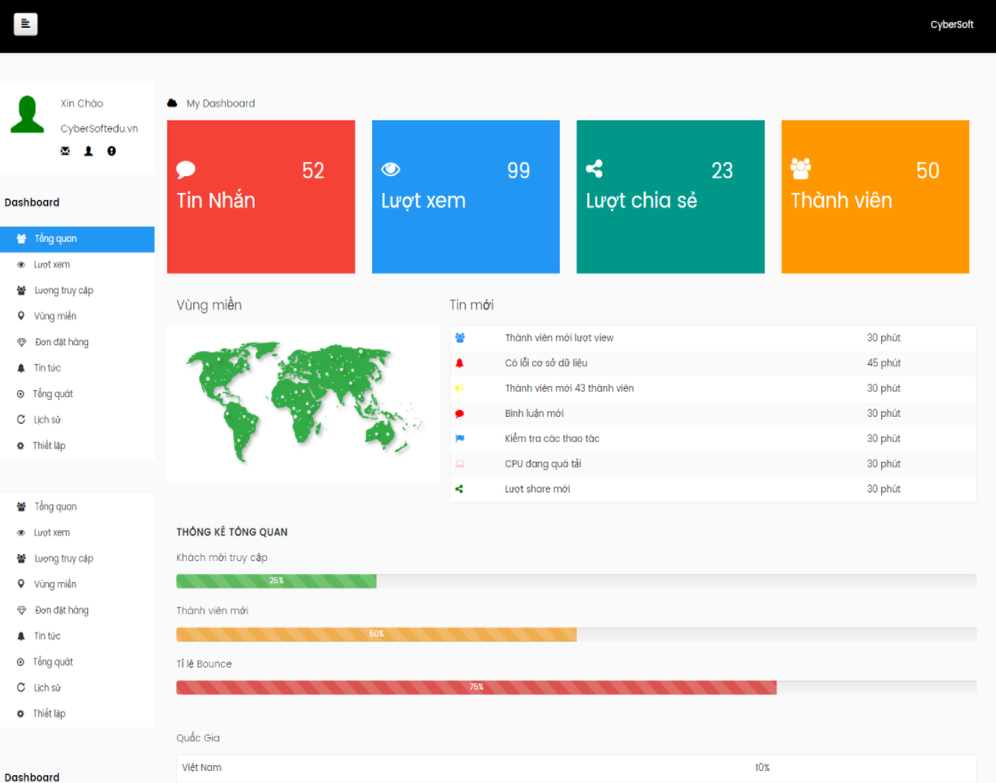 CyberSoft
Xin Chào
CyberSoftedu.vn
Dashboard
Tổng quan
Lượt xem
Lượng truy cập
Vùng miền
Đơn đặt hàng
Tin tức
Tổng quát
Lịch sử
Thiết lập
Tổng quan
Lượt xem
Lượng truy cập
Vùng miền
Đơn đặt hàng
Tin tức
Tổng quát
Lịch sử
Thiết lập
Dashboard
My Dashboard
52
Tin Nhắn
99
Lượt xem
23
Lượt chia sẻ
50
Thành viên
Vùng miền
Tin mới
Thành viên mới lượt view 30 phút
Có lỗi cơ sở dữ liệu 45 phút
Thành viên mới 43 thành viên 30 phút
Bình luận mới 30 phút
Kiểm tra các thao tác 30 phút
CPU đang quá tải 30 phút
Lượt share mới 30 phút
THỐNG KÊ TỔNG QUAN
Khách mời truy cập
25%
Thành viên mới
50%
Tỉ lệ Bounce
75%
Quốc Gia
Việt Nam 10%